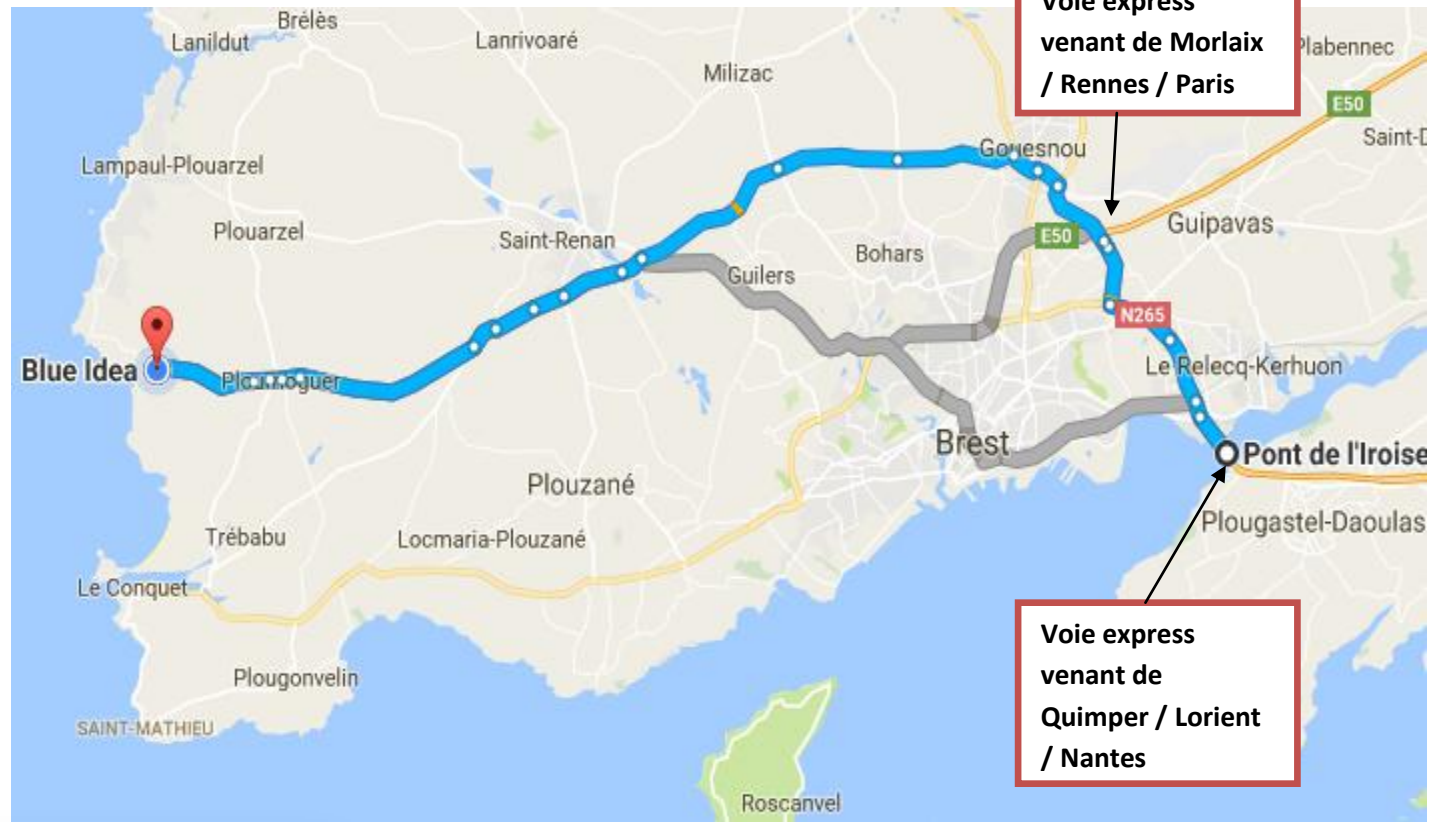 Voie express
venant de Morlaix
/ Rennes / Paris
Brélès
Lanildut
Lanrivoaré
Milizac
Plabennec
E50
Saint-D
Gouesnou
Lampaul-Plouarzel
Plouarzel
Saint-Renan
E50
Guipavas
Bohars
Guilers
N265
Blue Idea
Ploumoguer
Le Relecq-Kerhuon
Brest
Pont de l'Iroise
Plouzané
Plougastel-Daoulas
Trébabu
Locmaria-Plouzané
Le Conquet
Voie express
venant de
Quimper / Lorient
/ Nantes
Plougonvelin
SAINT-MATHIEU
Roscanvel